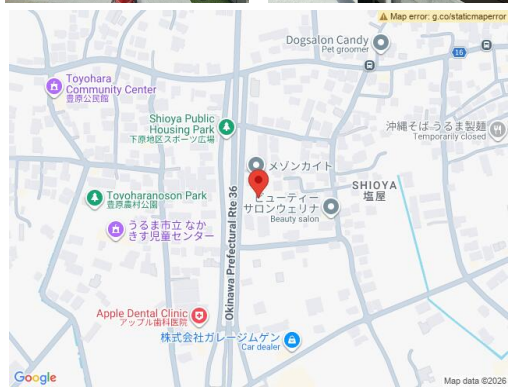 Map error: g.co/staticmaperror
Dogsalon Candy
Pet groomer
16
Toyohara
Community Center
豊原公民館
Shioya Public
Housing Park
下原地区スポーツ広場
沖縄そば うるま製麺
Temporarily closed
メゾンカイト
SHIOYA
塩屋
ビューティー
サロンウェリナ
Beauty salon
Toyoharanoson Park
豊原農村公園
うるま市立 なか
きす児童センター
Okinawa Prefectural Rte 36
Apple Dental Clinic
アップル歯科医院
株式会社ガレージムゲン
Car dealer
Google
Map data ©2026